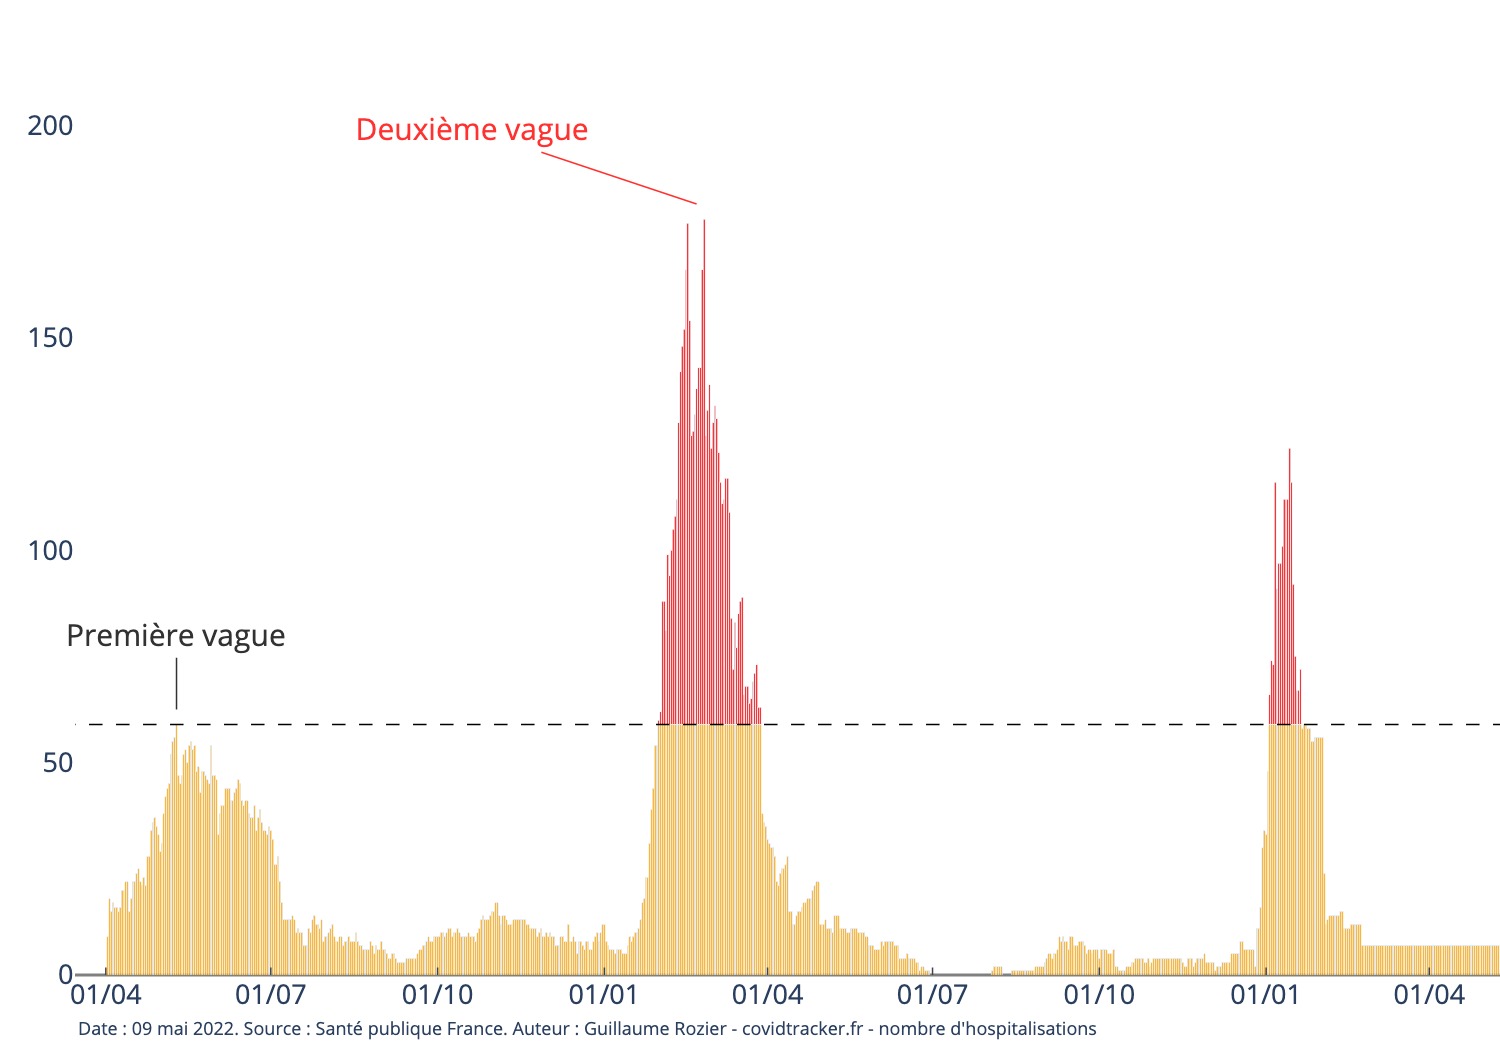 200
Deuxième vague
150
100
Première vague
50
0
01/04 01/07 01/10 01/01 01/04 01/07 01/10 01/01 01/04
Date : 09 mai 2022. Source : Santé publique France. Auteur : Guillaume Rozier - covidtracker.fr - nombre d'hospitalisations